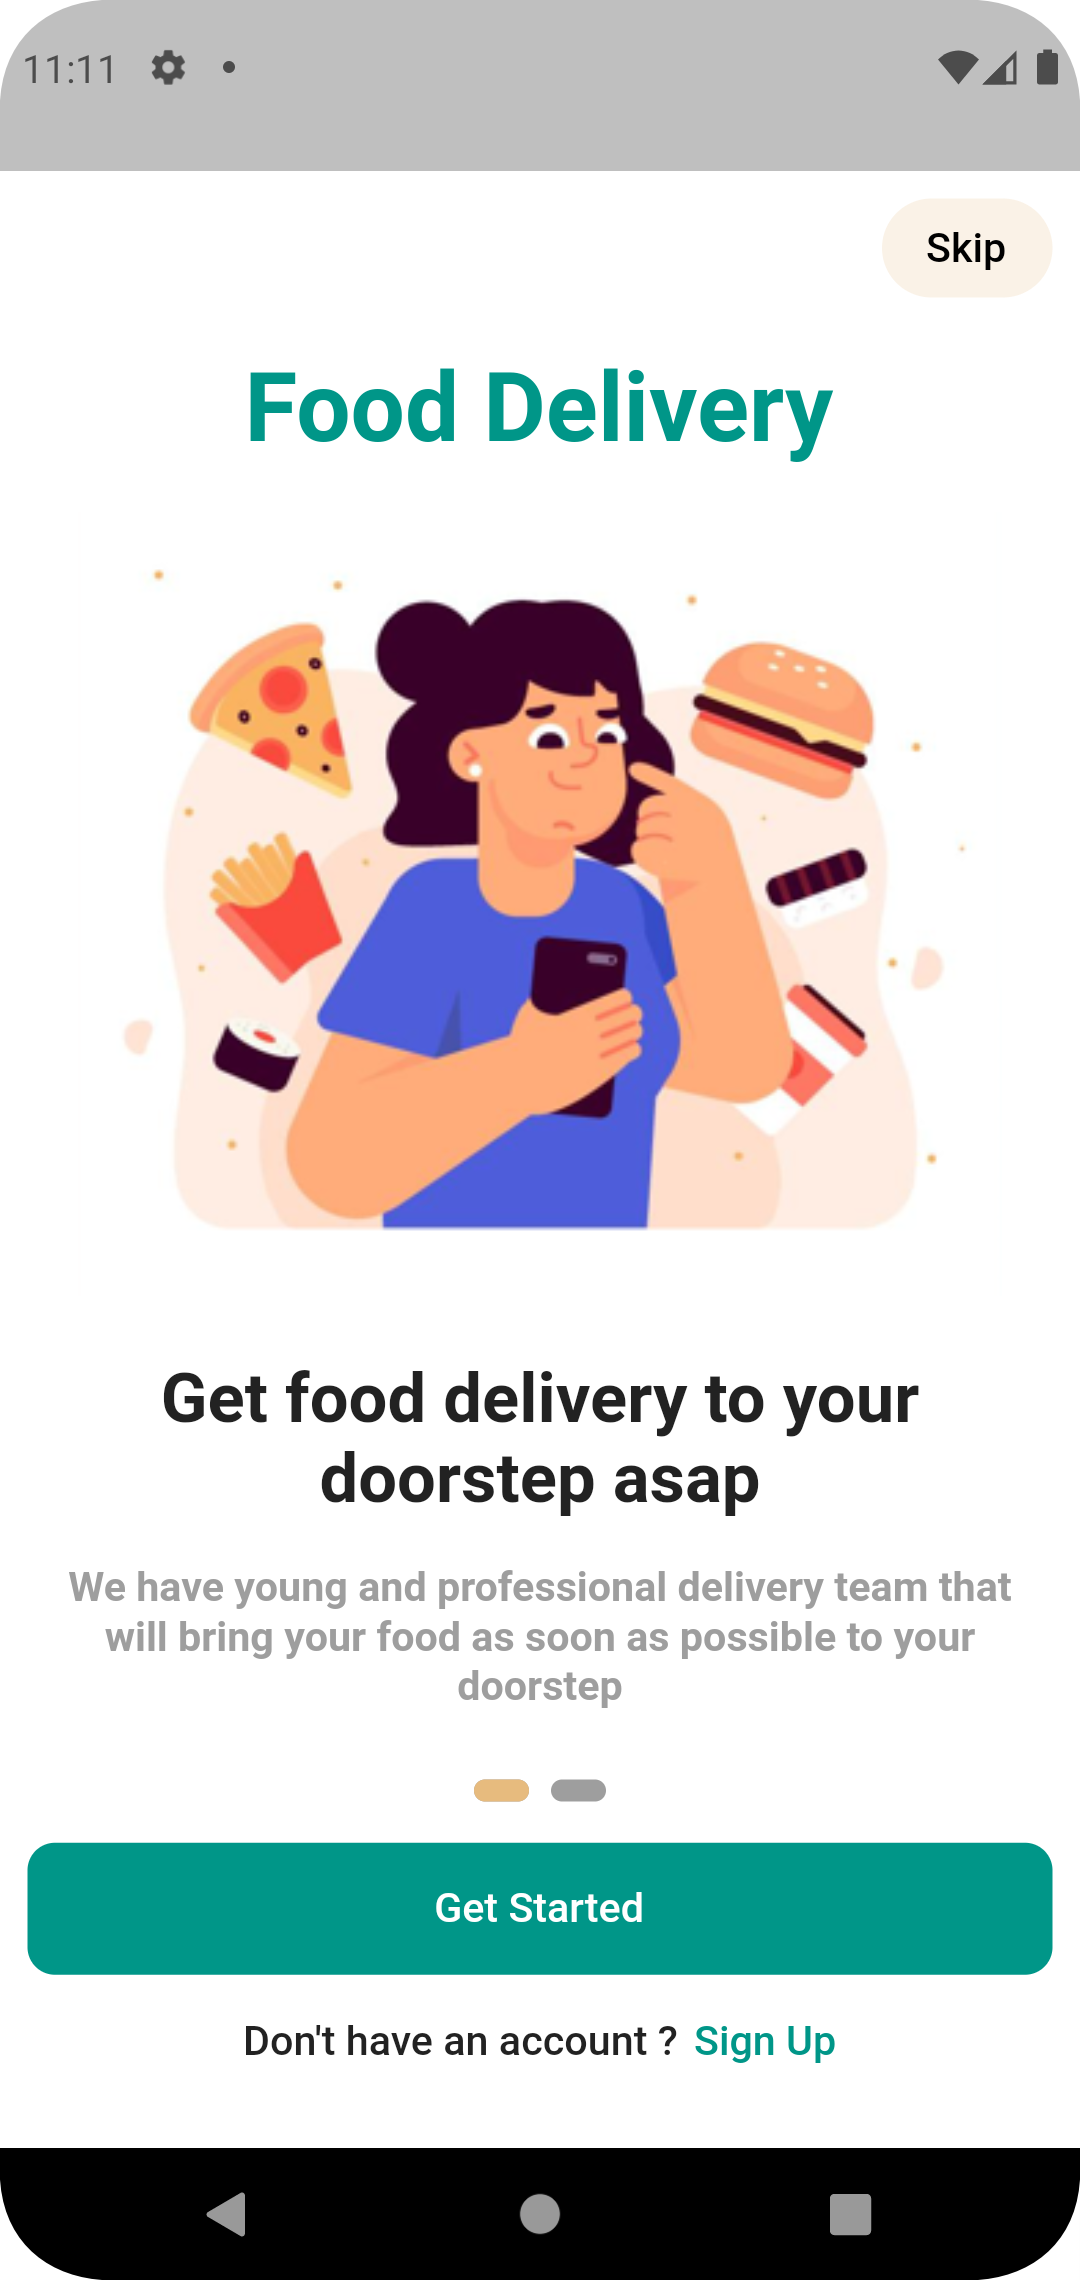 11:11
Skip
Food Delivery
Get food delivery to your
doorstep asap
We have young and professional delivery team that
will bring your food as soon as possible to your
doorstep
Get Started
Don't have an account ? Sign Up